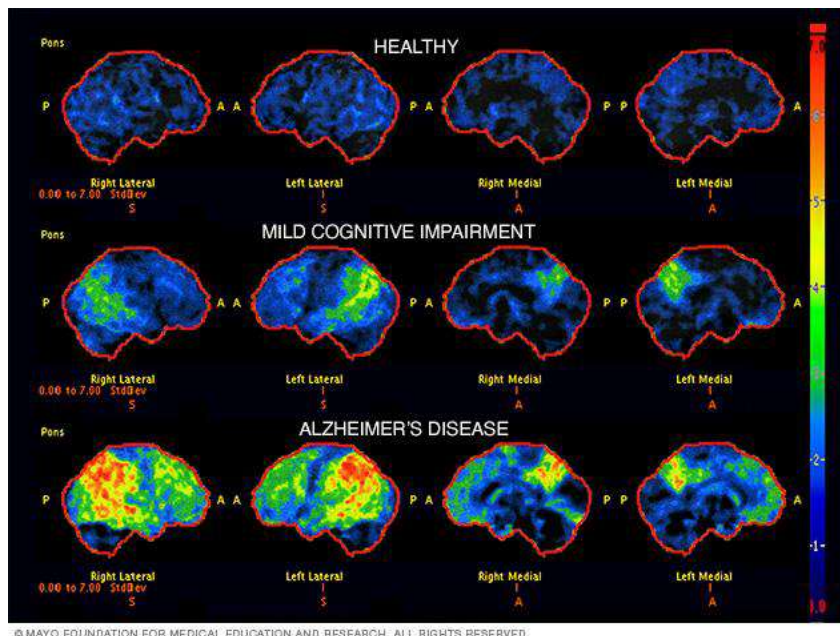 HEALTHY
Pons
P A A P A P P A
Right Lateral Left Lateral Right Medial Left Medial
0.00 to 7.00 StdDev
S S A A
MILD COGNITIVE IMPAIRMENT
Pons
P A A P A P P A
Right Lateral Left Lateral Right Medial Left Medial
0.00 to 7.00 StdDev
S S A A
ALZHEIMER'S DISEASE
Pons
P A A P A P P A
Right Lateral Left Lateral Right Medial Left Medial
0.00 to 7.00 StdDev
S S A A
7.0
6
5
4
3
2
1
0.0
© MAYO FOUNDATION FOR MEDICAL EDUCATION AND RESEARCH. ALL RIGHTS RESERVED.